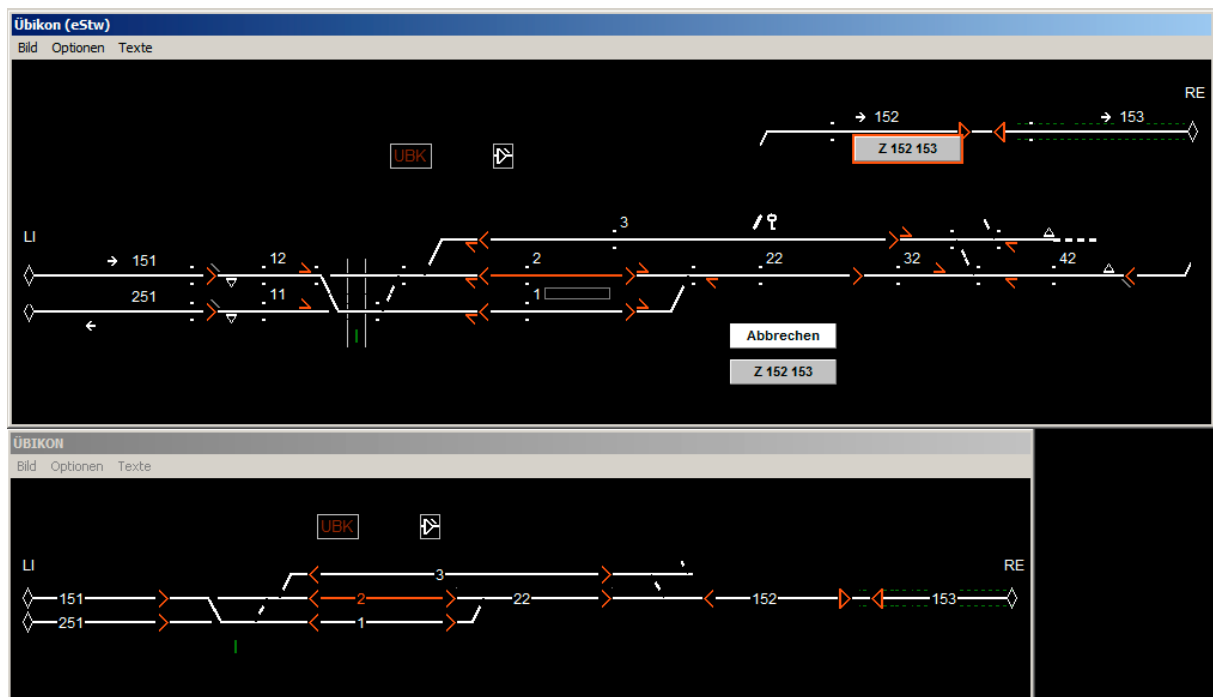 Übikon (eStw)
Bild Optionen Texte
RE
152 153
Z 152 153
UBK
3
LI
151 12 2 22 32 42
251 11 1
Abbrechen
Z 152 153
ÜBIKON
Bild Optionen Texte
UBK
LI RE
3
151 2 22 152 153
251 1